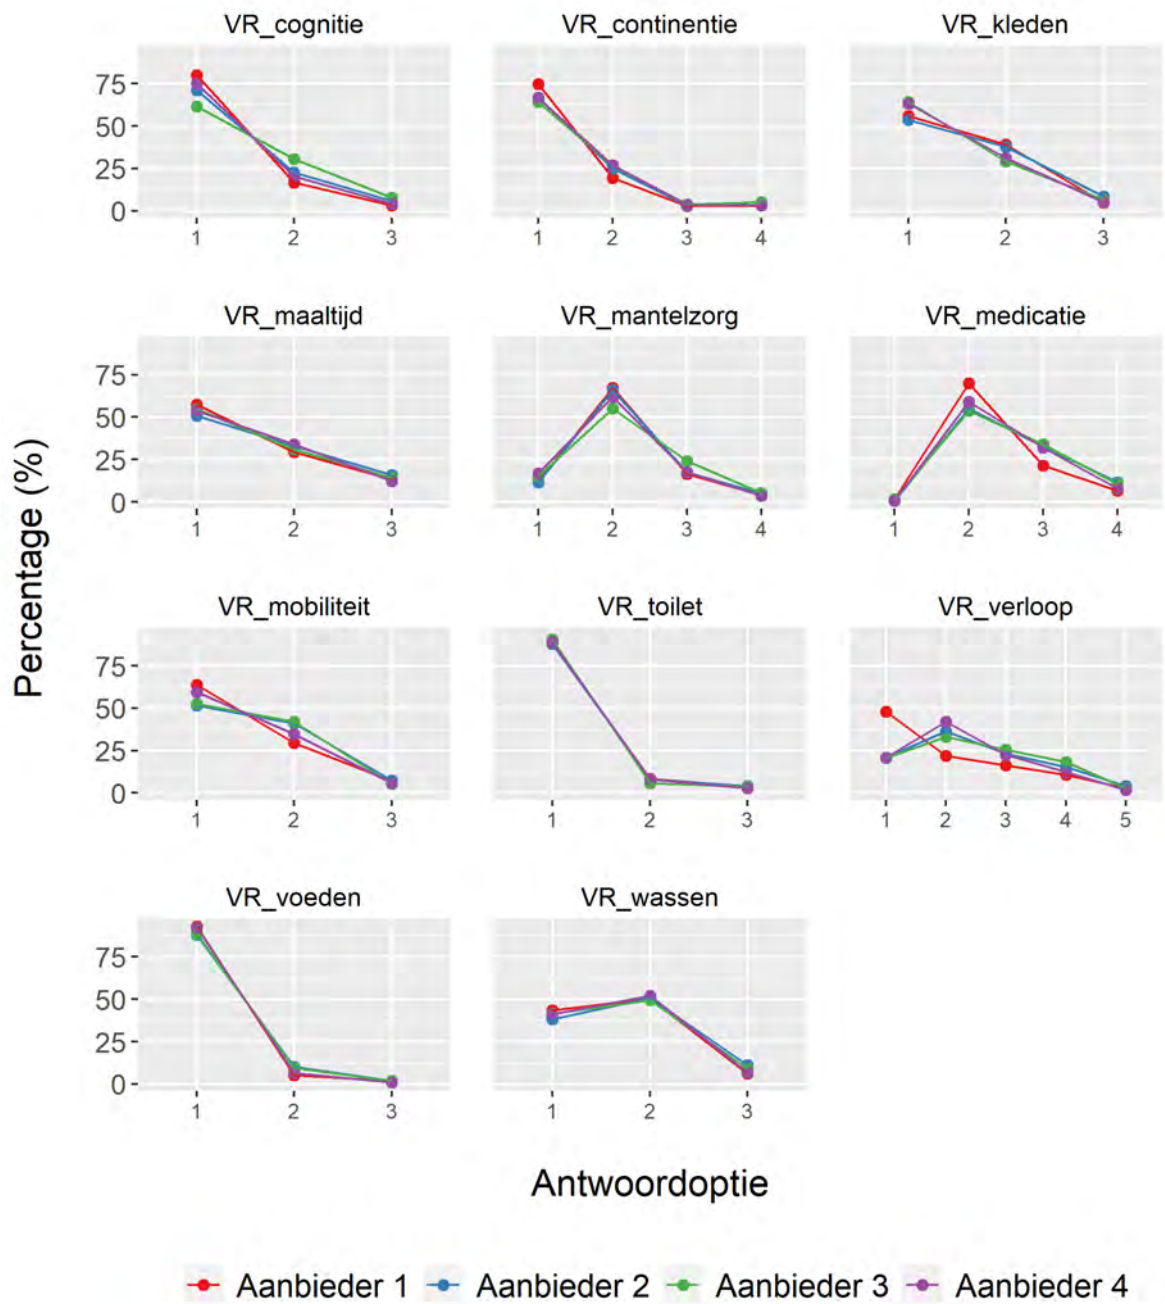 VR_cognitie VR_continentie VR_kleden
75
50
25
0
1 2 3 1 2 3 4 1 2 3
VR_maaltijd VR_mantelzorg VR_medicatie
75
50
25
0
1 2 3 1 2 3 4 1 2 3 4
Percentage (%)
VR_mobiliteit VR_toilet VR_verloop
75
50
25
0
1 2 3 1 2 3 1 2 3 4 5
VR_voeden VR_wassen
75
50
25
0
1 2 3 1 2 3
Antwoordoptie
Aanbieder 1 Aanbieder 2 Aanbieder 3 Aanbieder 4